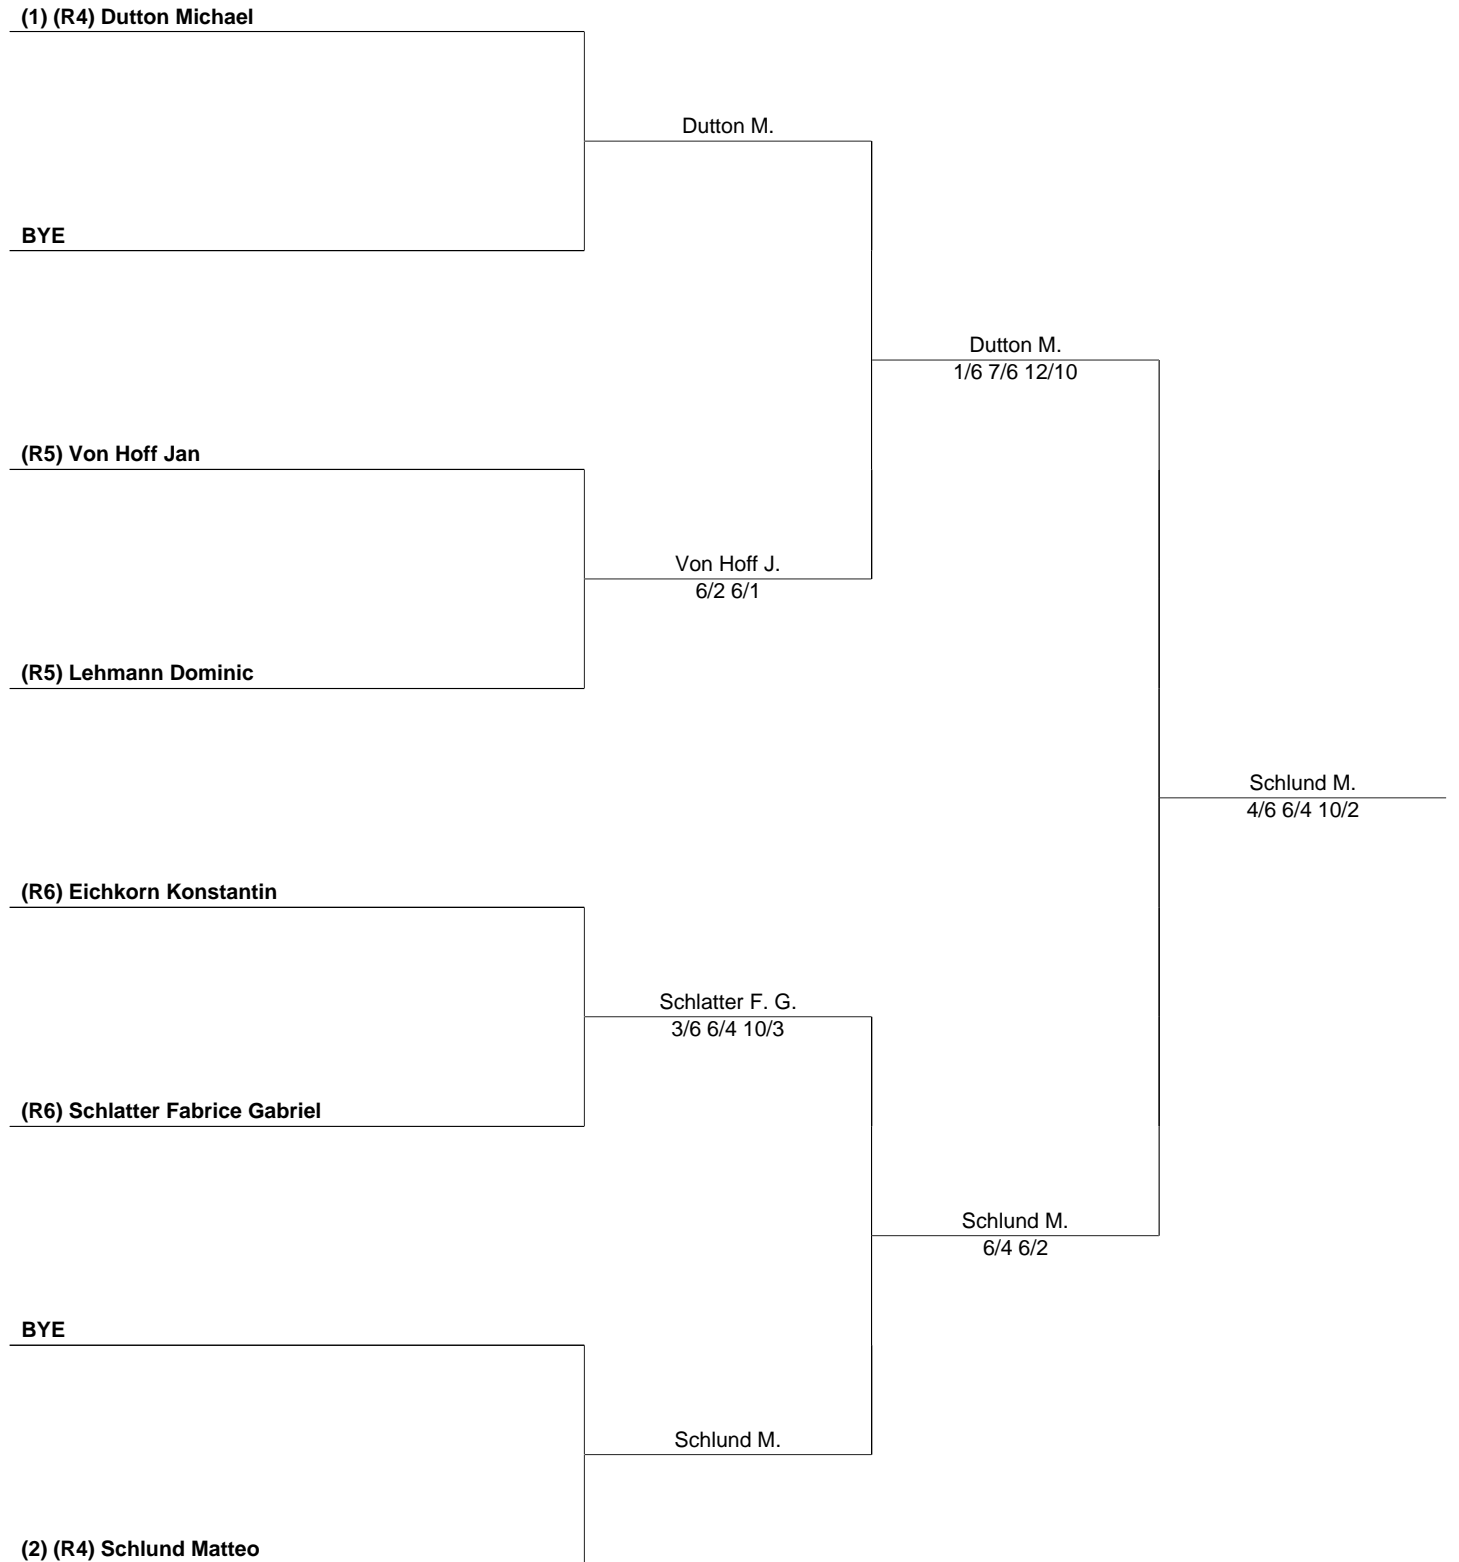 (1) (R4) Dutton Michael
Dutton M.
BYE
Dutton M.
1/6 7/6 12/10
(R5) Von Hoff Jan
Von Hoff J.
6/2 6/1
(R5) Lehmann Dominic
Schlund M.
4/6 6/4 10/2
(R6) Eichkorn Konstantin
Schlatter F. G.
3/6 6/4 10/3
(R6) Schlatter Fabrice Gabriel
Schlund M.
6/4 6/2
BYE
Schlund M.
(2) (R4) Schlund Matteo